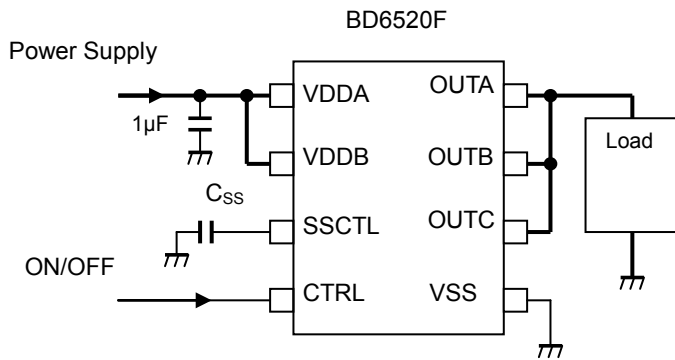 BD6520F
Power Supply
1μF
VDDA
OUTA
VDDB
OUTB
Load
CSS
SSCTL
OUTC
ON/OFF
CTRL
VSS